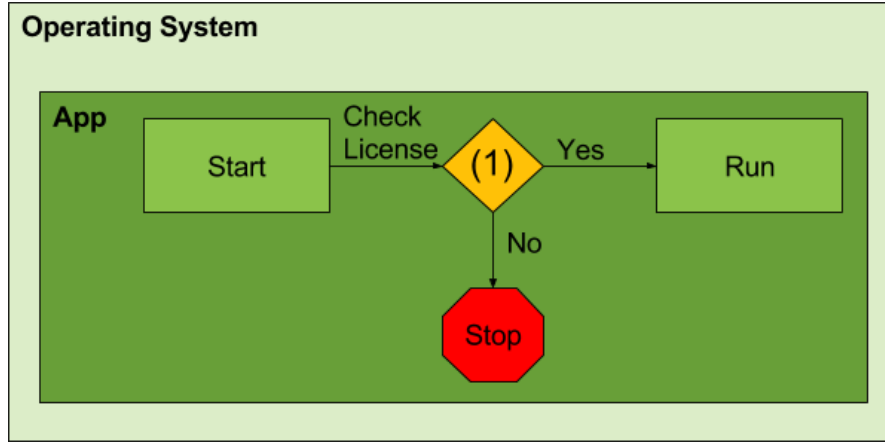 Operating System
App
Start
Check
License
(1)
Yes
Run
No
Stop